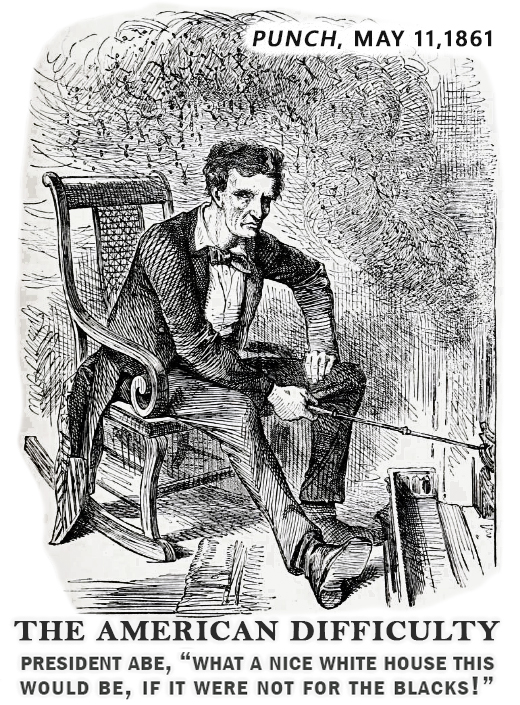 PUNCH, MAY 11,1861
THE AMERICAN DIFFICULTY
PRESIDENT ABE, “WHAT A NICE WHITE HOUSE THIS
WOULD BE, IF IT WERE NOT FOR THE BLACKS!”